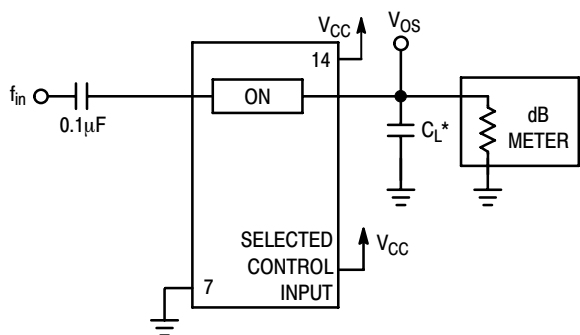 V_CC
V_OS
14
f_in
ON
0.1μF
C_L*
dB
METER
SELECTED
CONTROL
INPUT
V_CC
7